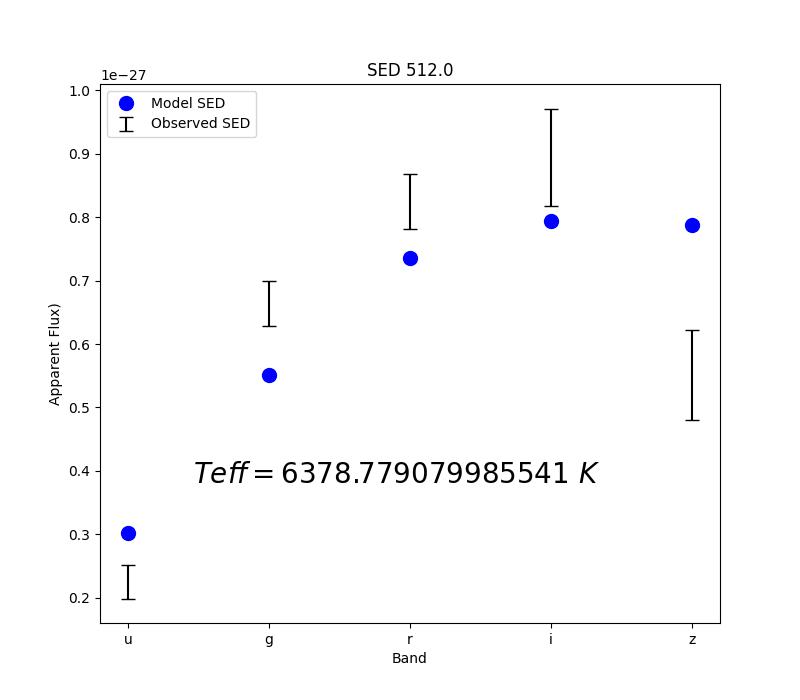 SED 512.0
1e−27
Model SED
Observed SED
1.0
0.9
0.8
0.7
0.6
0.5
0.4
0.3
0.2
Apparent Flux)
Teff = 6378.779079985541 K
u g r i z
Band